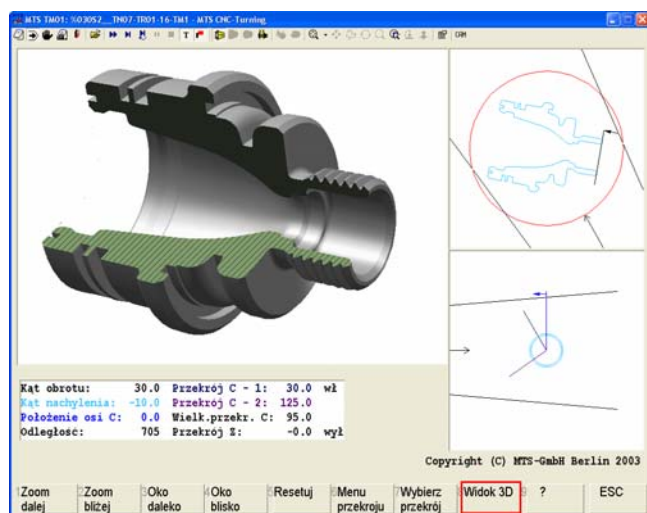 MTS TM01: %030S2__TN07-TR01-16-TM1 - MTS CNC-Turning
Kąt obrotu: 30.0 Przekrój C - 1: 30.0 wł
Kąt nachylenia: -10.0 Przekrój C - 2: 125.0
Położenie osi C: 0.0 Wielk.przekr. C: 95.0
Odległość: 705 Przekrój Z: -0.0 wył
Copyright (C) MTS-GmbH Berlin 2003
1 Zoom dalej 2 Zoom bliżej 3 Oko daleko 4 Oko blisko 5 Resetuj 6 Menu przekroju 7 Wybierz przekrój 8 Widok 3D 9 ? ESC